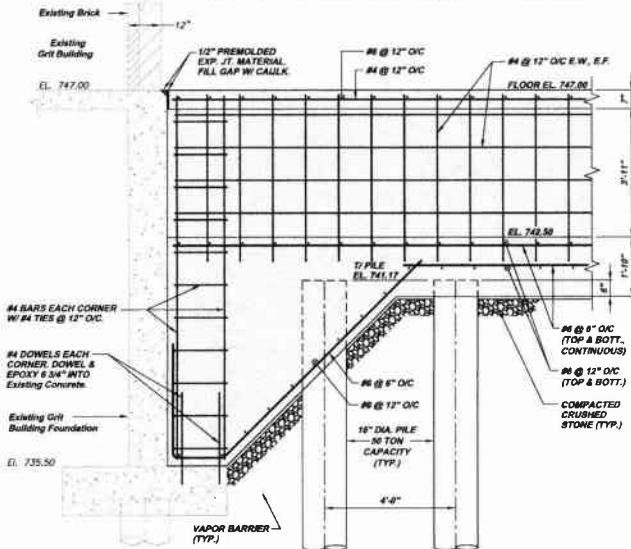 Existing Brick
12"
Existing
Grit Building
1/2" PREMOLDED
EXP. JT. MATERIAL.
FILL GAP W/ CAULK.
#6 @ 12" O/C
#4 @ 12" O/C
#4 @ 12" O/C E.W., E.F.
EL. 747.00
FLOOR EL. 747.00
7"
3'-11"
EL. 742.50
T/ PILE
EL. 741.17
1'-10"
6"
#4 BARS EACH CORNER
W/ #4 TIES @ 12" O/C.
#6 @ 6" O/C
(TOP & BOTT.,
CONTINUOUS)
#4 DOWELS EACH
CORNER. DOWEL &
EPOXY 6 3/4" INTO
Existing Concrete.
#6 @ 12" O/C
(TOP & BOTT.)
#6 @ 6" O/C
#6 @ 12" O/C
COMPACTED
CRUSHED
STONE (TYP.)
Existing Grit
Building Foundation
16" DIA. PILE
50 TON
CAPACITY
(TYP.)
El. 735.50
4'-0"
VAPOR BARRIER
(TYP.)